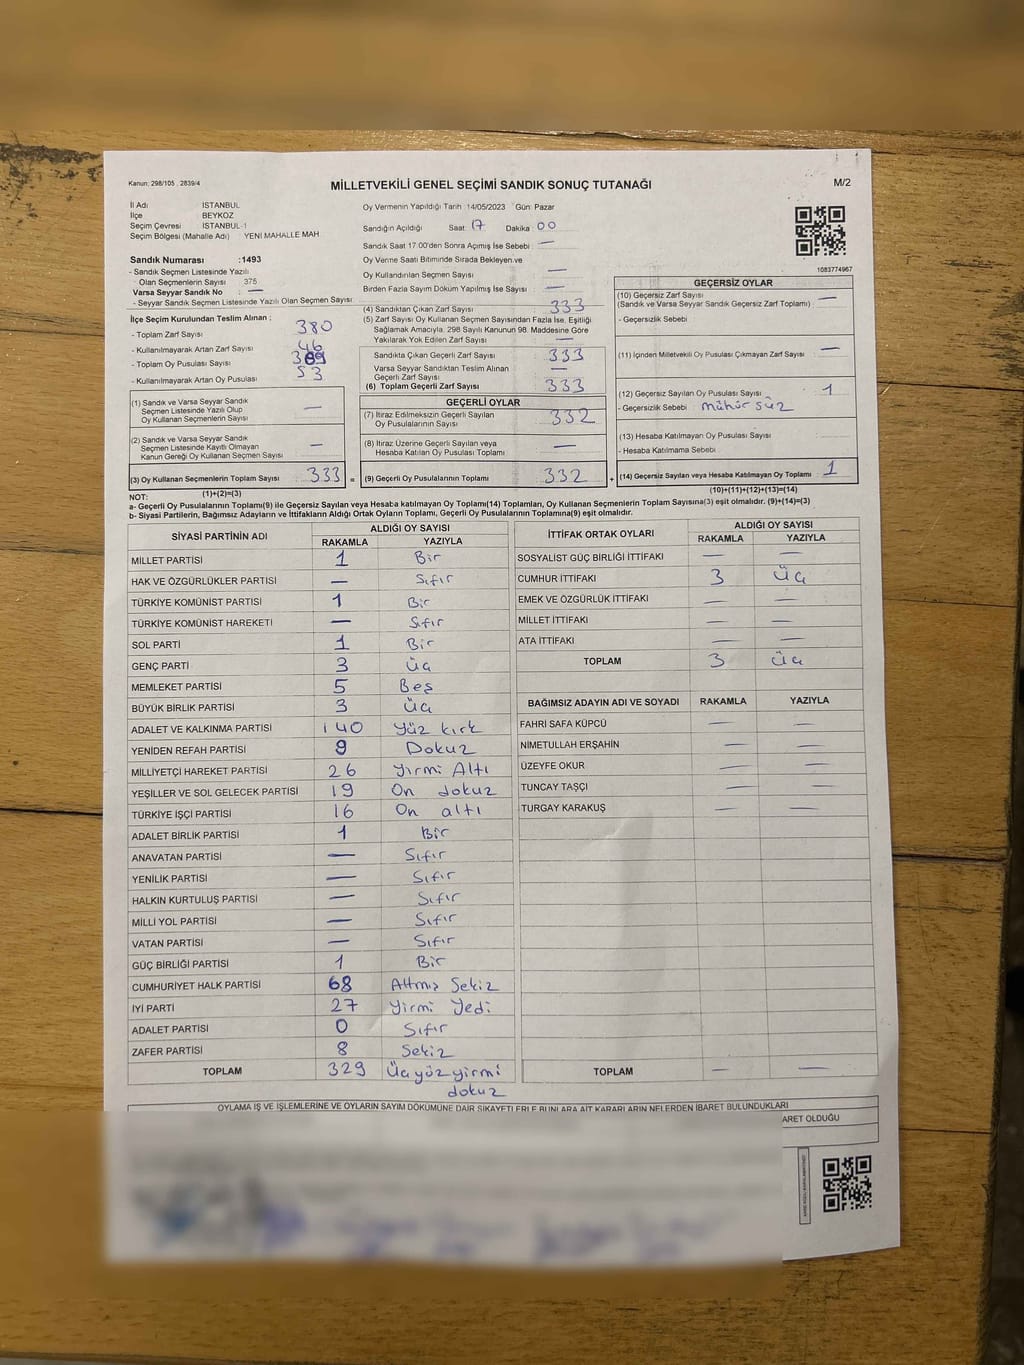 Kanun: 298/105 , 2839/4
MİLLETVEKİLİ GENEL SEÇİMİ SANDIK SONUÇ TUTANAĞI
M/2
İl Adı İSTANBUL
İlçe BEYKOZ
Seçim Çevresi İSTANBUL-1
Seçim Bölgesi (Mahalle Adı) YENİ MAHALLE MAH.
Sandık Numarası :1493
- Sandık Seçmen Listesinde Yazılı
Olan Seçmenlerin Sayısı 375
Varsa Seyyar Sandık No : —
- Seyyar Sandık Seçmen Listesinde Yazılı Olan Seçmen Sayısı
Oy Vermenin Yapıldığı Tarih :14/05/2023 Gün: Pazar
Sandığın Açıldığı Saat 17 Dakika 00
Sandık Saat 17.00'den Sonra Açımış İse Sebebi : —
Oy Verme Saati Bitiminde Sırada Bekleyen ve
Oy Kullandırılan Seçmen Sayısı —
Birden Fazla Sayım Döküm Yapılmış İse Sayısı : —
1083774967
İlçe Seçim Kurulundan Teslim Alınan :
- Toplam Zarf Sayısı 380
- Kullanılmayarak Artan Zarf Sayısı 46
- Toplam Oy Pusulası Sayısı
- Kullanılmayarak Artan Oy Pusulası 53
(1) Sandık ve Varsa Seyyar Sandık
Seçmen Listesinde Yazılı Olup
Oy Kullanan Seçmenlerin Sayısı —
(2) Sandık ve Varsa Seyyar Sandık
Seçmen Listesinde Kayıtlı Olmayan
Kanun Gereği Oy Kullanan Seçmen Sayısı —
(3) Oy Kullanan Seçmenlerin Toplam Sayısı 333 =
(1)+(2)=(3)
(4) Sandıktan Çıkan Zarf Sayısı 333
(5) Zarf Sayısı Oy Kullanan Seçmen Sayısından Fazla İse, Eşitliği
Sağlamak Amacıyla, 298 Sayılı Kanunun 98. Maddesine Göre
Yakılarak Yok Edilen Zarf Sayısı —
Sandıkta Çıkan Geçerli Zarf Sayısı 333
Varsa Seyyar Sandıktan Teslim Alınan
Geçerli Zarf Sayısı —
(6) Toplam Geçerli Zarf Sayısı 333
GEÇERLİ OYLAR
(7) İtiraz Edilmeksizin Geçerli Sayılan
Oy Pusulalarının Sayısı 332
(8) İtiraz Üzerine Geçerli Sayılan veya
Hesaba Katılan Oy Pusulası Toplamı —
(9) Geçerli Oy Pusulalarının Toplamı 332 +
GEÇERSİZ OYLAR
(10) Geçersiz Zarf Sayısı
(Sandık ve Varsa Seyyar Sandık Geçersiz Zarf Toplamı) : —
- Geçersizlik Sebebi :
(11) İçinden Milletvekili Oy Pusulası Çıkmayan Zarf Sayısı : —
(12) Geçersiz Sayılan Oy Pusulası Sayısı : 1
- Geçersizlik Sebebi : mühürsüz
(13) Hesaba Katılmayan Oy Pusulası Sayısı :
- Hesaba Katılmama Sebebi :
(14) Geçersiz Sayılan veya Hesaba Katılmayan Oy Toplamı : 1
(10)+(11)+(12)+(13)=(14)
NOT:
a- Geçerli Oy Pusulalarının Toplamı(9) ile Geçersiz Sayılan veya Hesaba katılmayan Oy Toplamı(14) Toplamları, Oy Kullanan Seçmenlerin Toplam Sayısına(3) eşit olmalıdır. (9)+(14)=(3)
b- Siyasi Partilerin, Bağımsız Adayların ve İttifakların Aldığı Ortak Oyların Toplamı, Geçerli Oy Pusulalarının Toplamına(9) eşit olmalıdır.
SİYASİ PARTİNİN ADI ALDIĞI OY SAYISI
RAKAMLA YAZIYLA
MİLLET PARTİSİ 1 Bir
HAK VE ÖZGÜRLÜKLER PARTİSİ — Sıfır
TÜRKİYE KOMÜNİST PARTİSİ 1 Bir
TÜRKİYE KOMÜNİST HAREKETİ — Sıfır
SOL PARTİ 1 Bir
GENÇ PARTİ 3 Üç
MEMLEKET PARTİSİ 5 Beş
BÜYÜK BİRLİK PARTİSİ 3 Üç
ADALET VE KALKINMA PARTİSİ 140 Yüz kırk
YENİDEN REFAH PARTİSİ 9 Dokuz
MİLLİYETÇİ HAREKET PARTİSİ 26 Yirmi Altı
YEŞİLLER VE SOL GELECEK PARTİSİ 19 On dokuz
TÜRKİYE İŞÇİ PARTİSİ 16 On altı
ADALET BİRLİK PARTİSİ 1 Bir
ANAVATAN PARTİSİ — Sıfır
YENİLİK PARTİSİ — Sıfır
HALKIN KURTULUŞ PARTİSİ — Sıfır
MİLLİ YOL PARTİSİ — Sıfır
VATAN PARTİSİ — Sıfır
GÜÇ BİRLİĞİ PARTİSİ 1 Bir
CUMHURİYET HALK PARTİSİ 68 Altmış Sekiz
İYİ PARTİ 27 Yirmi Yedi
ADALET PARTİSİ 0 Sıfır
ZAFER PARTİSİ 8 Sekiz
TOPLAM 329 Üçyüzyirmi
dokuz
İTTİFAK ORTAK OYLARI ALDIĞI OY SAYISI
RAKAMLA YAZIYLA
SOSYALİST GÜÇ BİRLİĞİ İTTİFAKI — —
CUMHUR İTTİFAKI 3 Üç
EMEK VE ÖZGÜRLÜK İTTİFAKI — —
MİLLET İTTİFAKI — —
ATA İTTİFAKI — —
TOPLAM 3 Üç
BAĞIMSIZ ADAYIN ADI VE SOYADI RAKAMLA YAZIYLA
FAHRİ SAFA KÜPCÜ — —
NİMETULLAH ERŞAHİN — —
ÜZEYFE OKUR — —
TUNCAY TAŞÇI — —
TURGAY KARAKUŞ — —
TOPLAM — —
OYLAMA İŞ VE İŞLEMLERİNE VE OYLARIN SAYIM DÖKÜMÜNE DAİR ŞİKAYETLERLE BUNLARA AİT KARARLARIN NELERDEN İBARET BULUNDUKLARI
ARET OLDUĞU